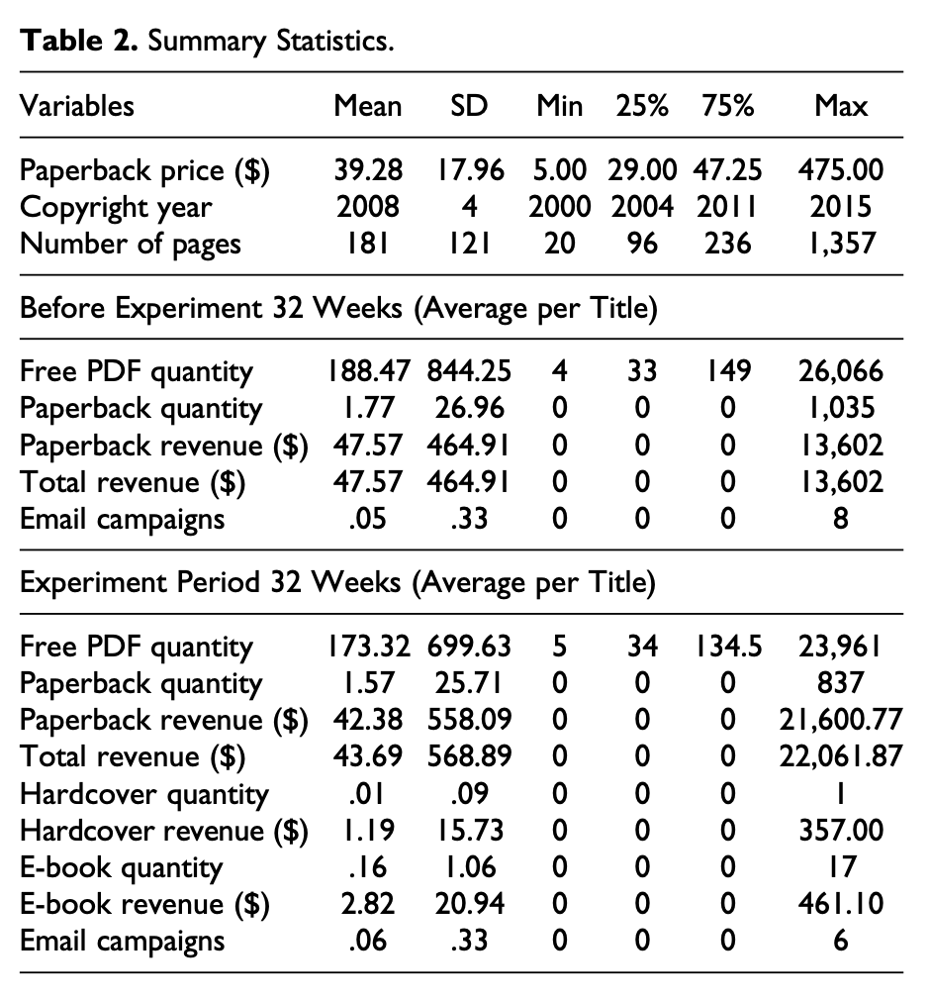 Table 2. Summary Statistics.
Variables Mean SD Min 25% 75% Max
Paperback price ($) 39.28 17.96 5.00 29.00 47.25 475.00
Copyright year 2008 4 2000 2004 2011 2015
Number of pages 181 121 20 96 236 1,357
Before Experiment 32 Weeks (Average per Title)
Free PDF quantity 188.47 844.25 4 33 149 26,066
Paperback quantity 1.77 26.96 0 0 0 1,035
Paperback revenue ($) 47.57 464.91 0 0 0 13,602
Total revenue ($) 47.57 464.91 0 0 0 13,602
Email campaigns .05 .33 0 0 0 8
Experiment Period 32 Weeks (Average per Title)
Free PDF quantity 173.32 699.63 5 34 134.5 23,961
Paperback quantity 1.57 25.71 0 0 0 837
Paperback revenue ($) 42.38 558.09 0 0 0 21,600.77
Total revenue ($) 43.69 568.89 0 0 0 22,061.87
Hardcover quantity .01 .09 0 0 0 1
Hardcover revenue ($) 1.19 15.73 0 0 0 357.00
E-book quantity .16 1.06 0 0 0 17
E-book revenue ($) 2.82 20.94 0 0 0 461.10
Email campaigns .06 .33 0 0 0 6